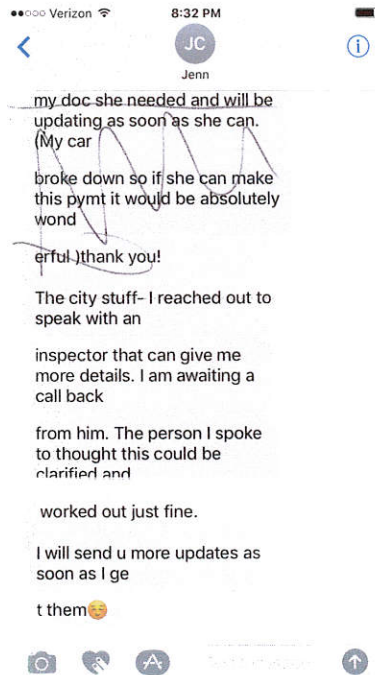 Verizon 8:32 PM
JC
Jenn
my doc she needed and will be
updating as soon as she can.
(My car
broke down so if she can make
this pymt it would be absolutely
wond
erful )thank you!
The city stuff- I reached out to
speak with an
inspector that can give me
more details. I am awaiting a
call back
from him. The person I spoke
to thought this could be
clarified and
worked out just fine.
I will send u more updates as
soon as I ge
t them☺️